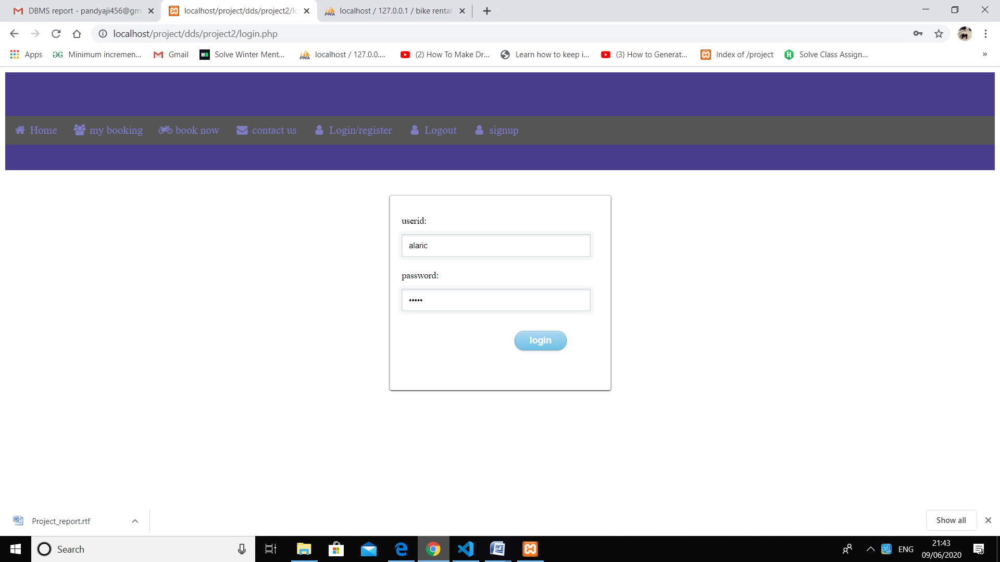 DBMS report - pandyaji456@gm
localhost/project/dds/project2/lo
localhost / 127.0.0.1 / bike rental
localhost/project/dds/project2/login.php
Apps
Minimum incremen...
Gmail
Solve Winter Ment...
localhost / 127.0.0....
(2) How To Make Dr...
Learn how to keep i...
(3) How to Generat...
Index of /project
Solve Class Assign...
»
Home
my booking
book now
contact us
Login/register
Logout
signup
userid:
alaric
password:
•••••
login
Project_report.rtf
Show all
Search
ENG
21:43
09/06/2020